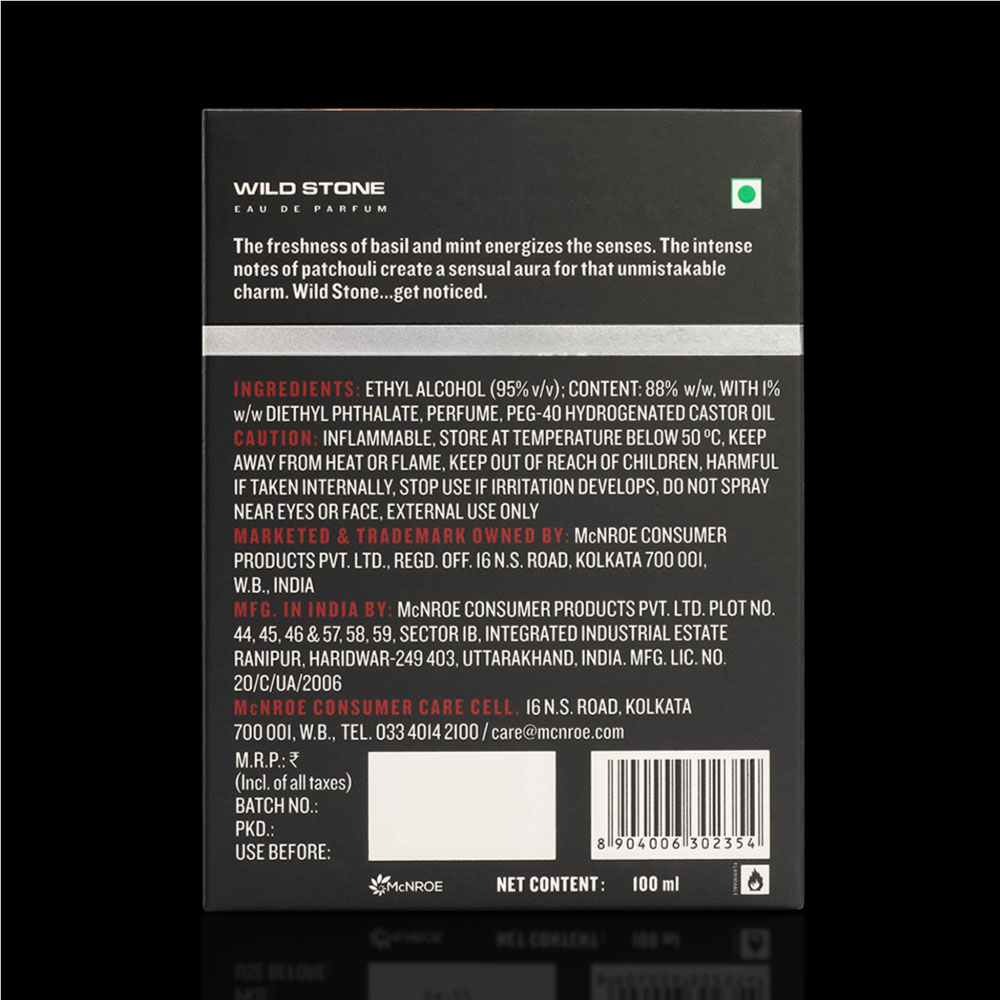 WILD STONE
EAU DE PARFUM
The freshness of basil and mint energizes the senses. The intense
notes of patchouli create a sensual aura for that unmistakable
charm. Wild Stone...get noticed.
INGREDIENTS: ETHYL ALCOHOL (95% v/v); CONTENT: 88% w/w, WITH 1%
w/w DIETHYL PHTHALATE, PERFUME, PEG-40 HYDROGENATED CASTOR OIL
CAUTION: INFLAMMABLE, STORE AT TEMPERATURE BELOW 50 ºC, KEEP
AWAY FROM HEAT OR FLAME, KEEP OUT OF REACH OF CHILDREN, HARMFUL
IF TAKEN INTERNALLY, STOP USE IF IRRITATION DEVELOPS, DO NOT SPRAY
NEAR EYES OR FACE, EXTERNAL USE ONLY
MARKETED & TRADEMARK OWNED BY: McNROE CONSUMER
PRODUCTS PVT. LTD., REGD. OFF. 16 N.S. ROAD, KOLKATA 700 001,
W.B., INDIA
MFG. IN INDIA BY: McNROE CONSUMER PRODUCTS PVT. LTD. PLOT NO.
44, 45, 46 & 57, 58, 59, SECTOR IB, INTEGRATED INDUSTRIAL ESTATE
RANIPUR, HARIDWAR-249 403, UTTARAKHAND, INDIA. MFG. LIC. NO.
20/C/UA/2006
McNROE CONSUMER CARE CELL, 16 N.S. ROAD, KOLKATA
700 001, W.B., TEL. 033 4014 2100 / care@mcnroe.com
M.R.P.: ₹
(Incl. of all taxes)
BATCH NO.:
PKD.:
USE BEFORE:
8 904006 302354
McNROE
NET CONTENT: 100 ml
FLAMMABLE